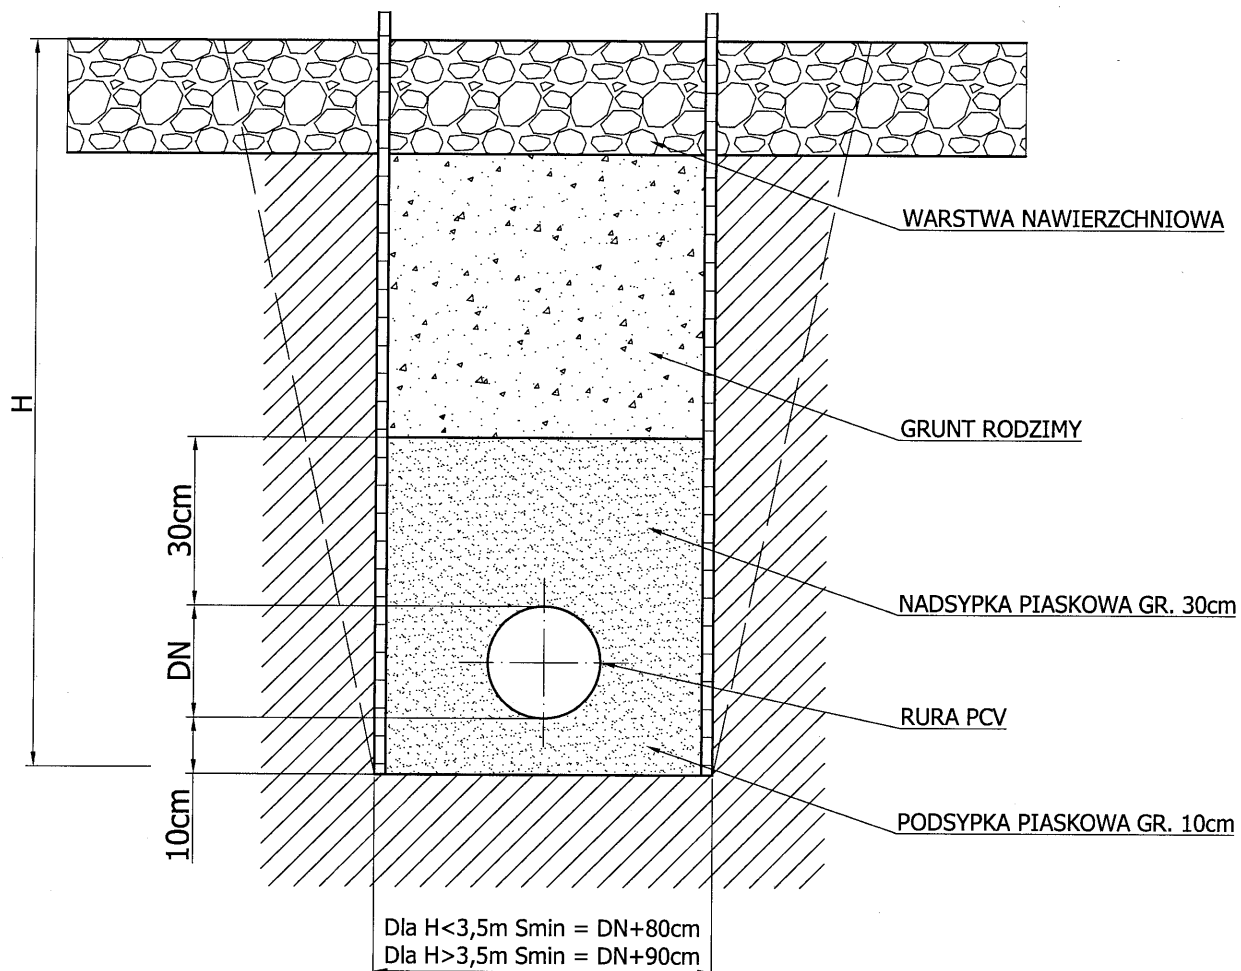 WARSTWA NAWIERZCHNIOWA
H
GRUNT RODZIMY
30cm
NADSYPKA PIASKOWA GR. 30cm
DN
RURA PCV
10cm
PODSYPKA PIASKOWA GR. 10cm
Dla H<3,5m Smin = DN+80cm
Dla H>3,5m Smin = DN+90cm